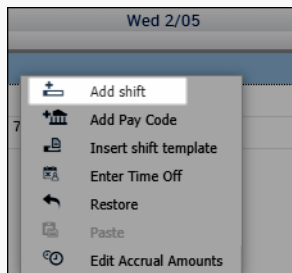 Wed 2/05
Add shift
7
Add Pay Code
Insert shift template
Enter Time Off
Restore
Paste
Edit Accrual Amounts